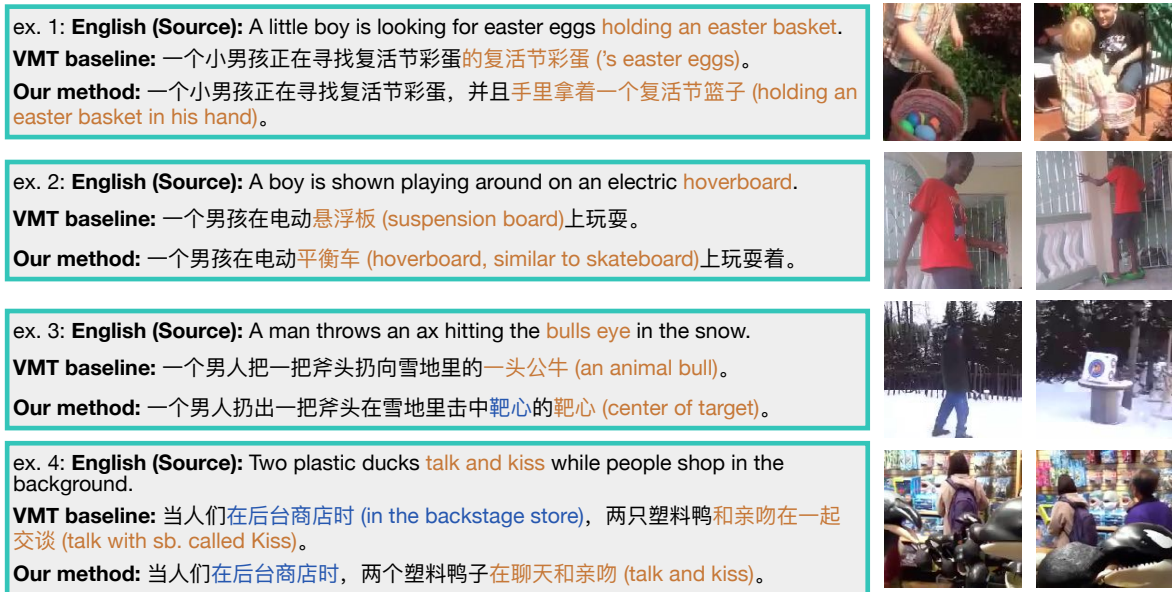 ex. 1: English (Source): A little boy is looking for easter eggs holding an easter basket.
VMT baseline: 一个小男孩正在寻找复活节彩蛋的复活节彩蛋 ('s easter eggs)。
Our method: 一个小男孩正在寻找复活节彩蛋，并且手里拿着一个复活节篮子 (holding an
easter basket in his hand)。
ex. 2: English (Source): A boy is shown playing around on an electric hoverboard.
VMT baseline: 一个男孩在电动悬浮板 (suspension board)上玩耍。
Our method: 一个男孩在电动平衡车 (hoverboard, similar to skateboard)上玩耍着。
ex. 3: English (Source): A man throws an ax hitting the bulls eye in the snow.
VMT baseline: 一个男人把一把斧头扔向雪地里的一头公牛 (an animal bull)。
Our method: 一个男人扔出一把斧头在雪地里击中靶心的靶心 (center of target)。
ex. 4: English (Source): Two plastic ducks talk and kiss while people shop in the
background.
VMT baseline: 当人们在后台商店时 (in the backstage store)，两只塑料鸭和亲吻在一起
交谈 (talk with sb. called Kiss)。
Our method: 当人们在后台商店时，两个塑料鸭子在聊天和亲吻 (talk and kiss)。